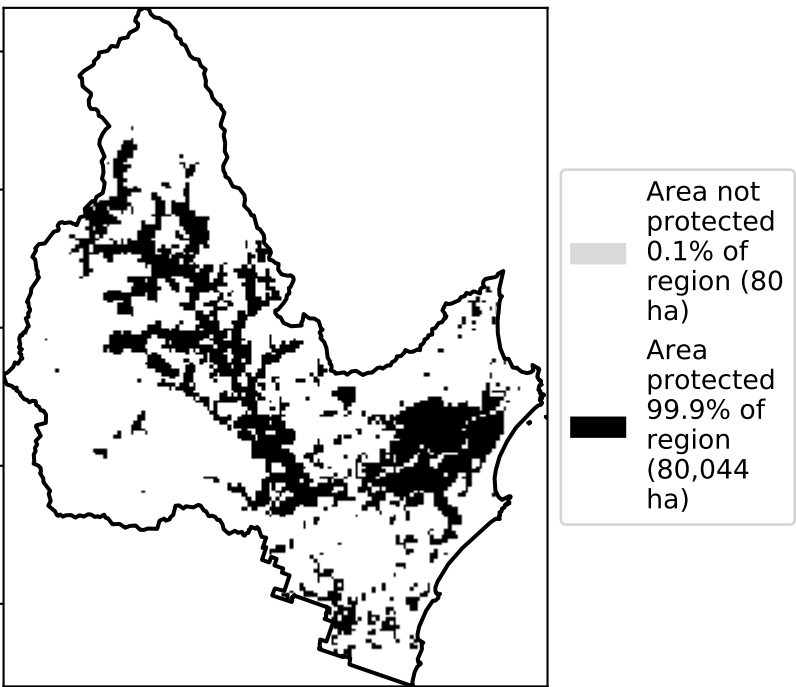 Area not
protected
0.1% of
region (80
ha)
Area
protected
99.9% of
region
(80,044
ha)